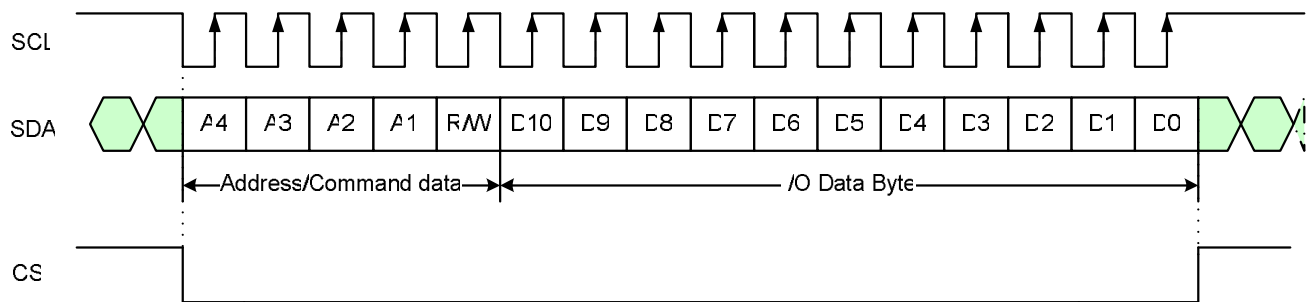 SCL
SDA A4 A3 A2 A1 R/W D10 D9 D8 D7 D6 D5 D4 D3 D2 D1 D0
Address/Command data I/O Data Byte
CS